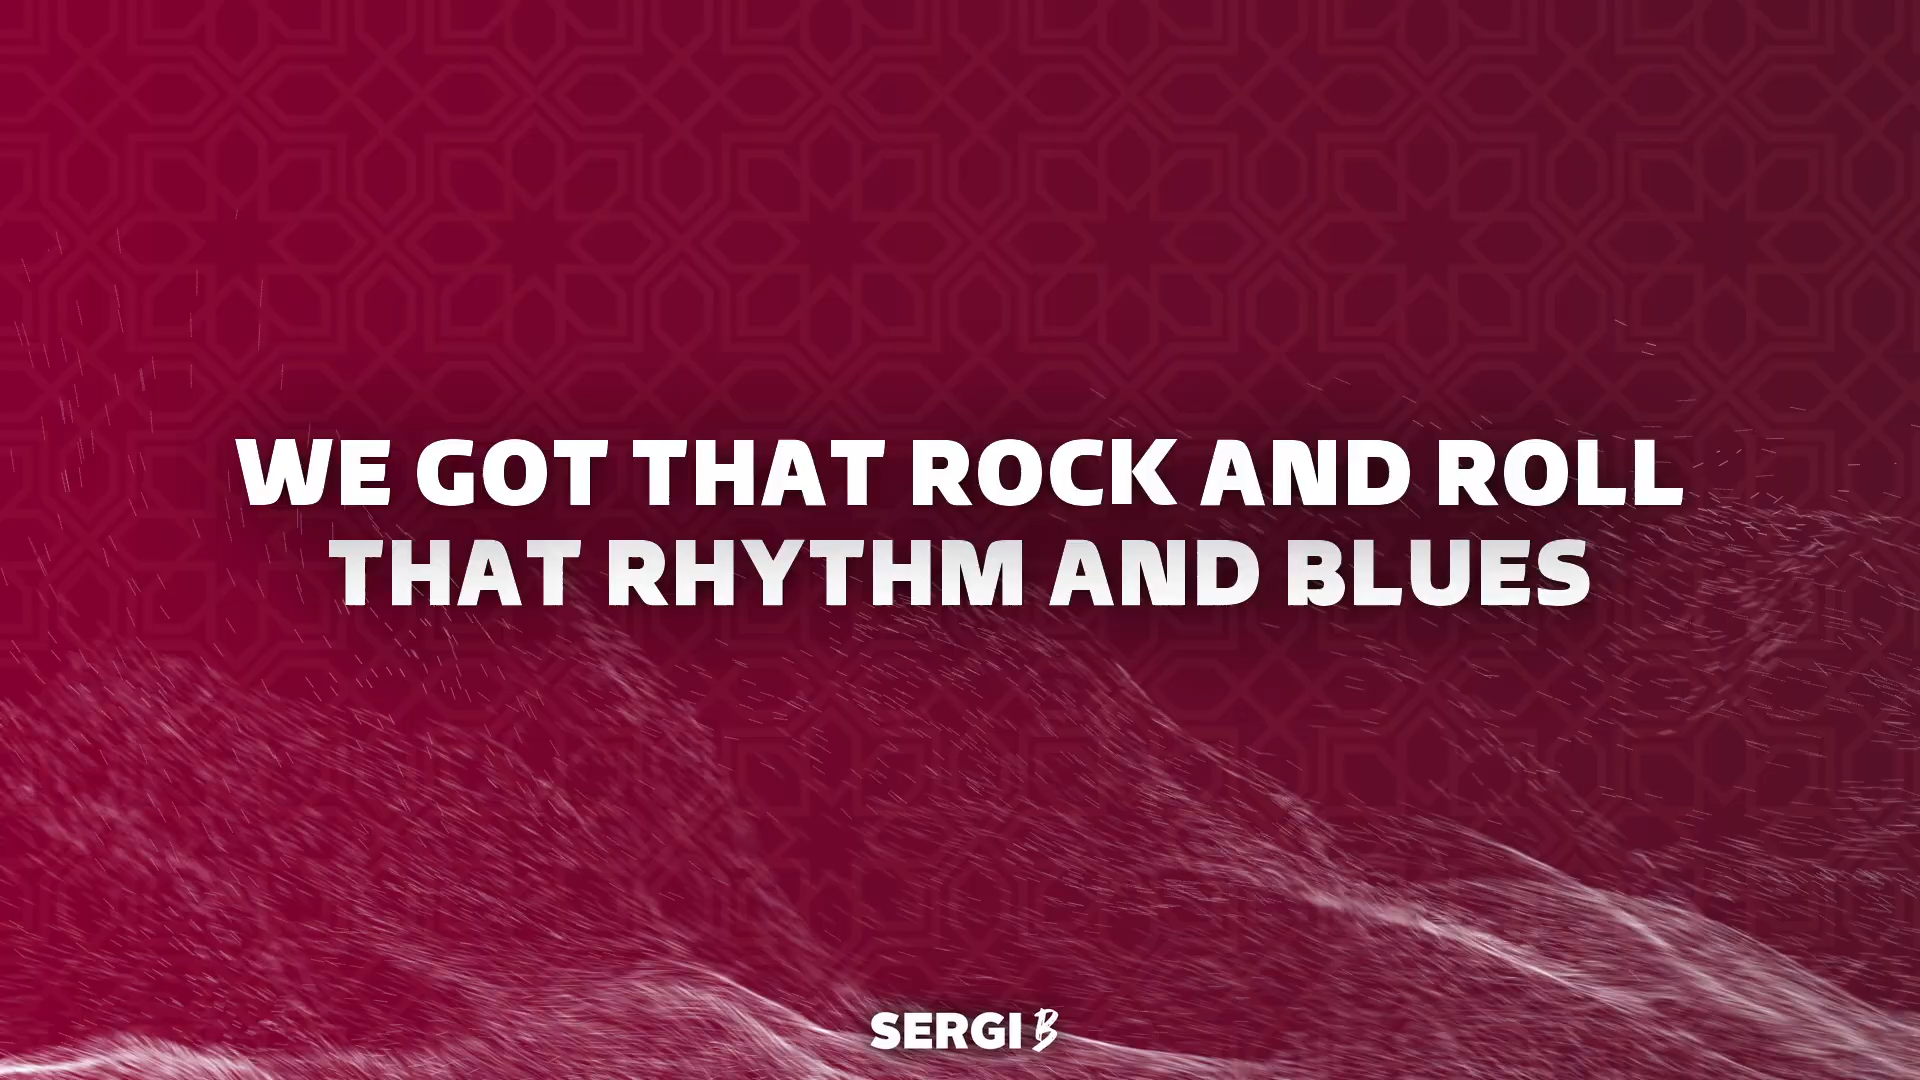 WE GOT THAT ROCK AND ROLL
THAT RHYTHM AND BLUES
SERGI B